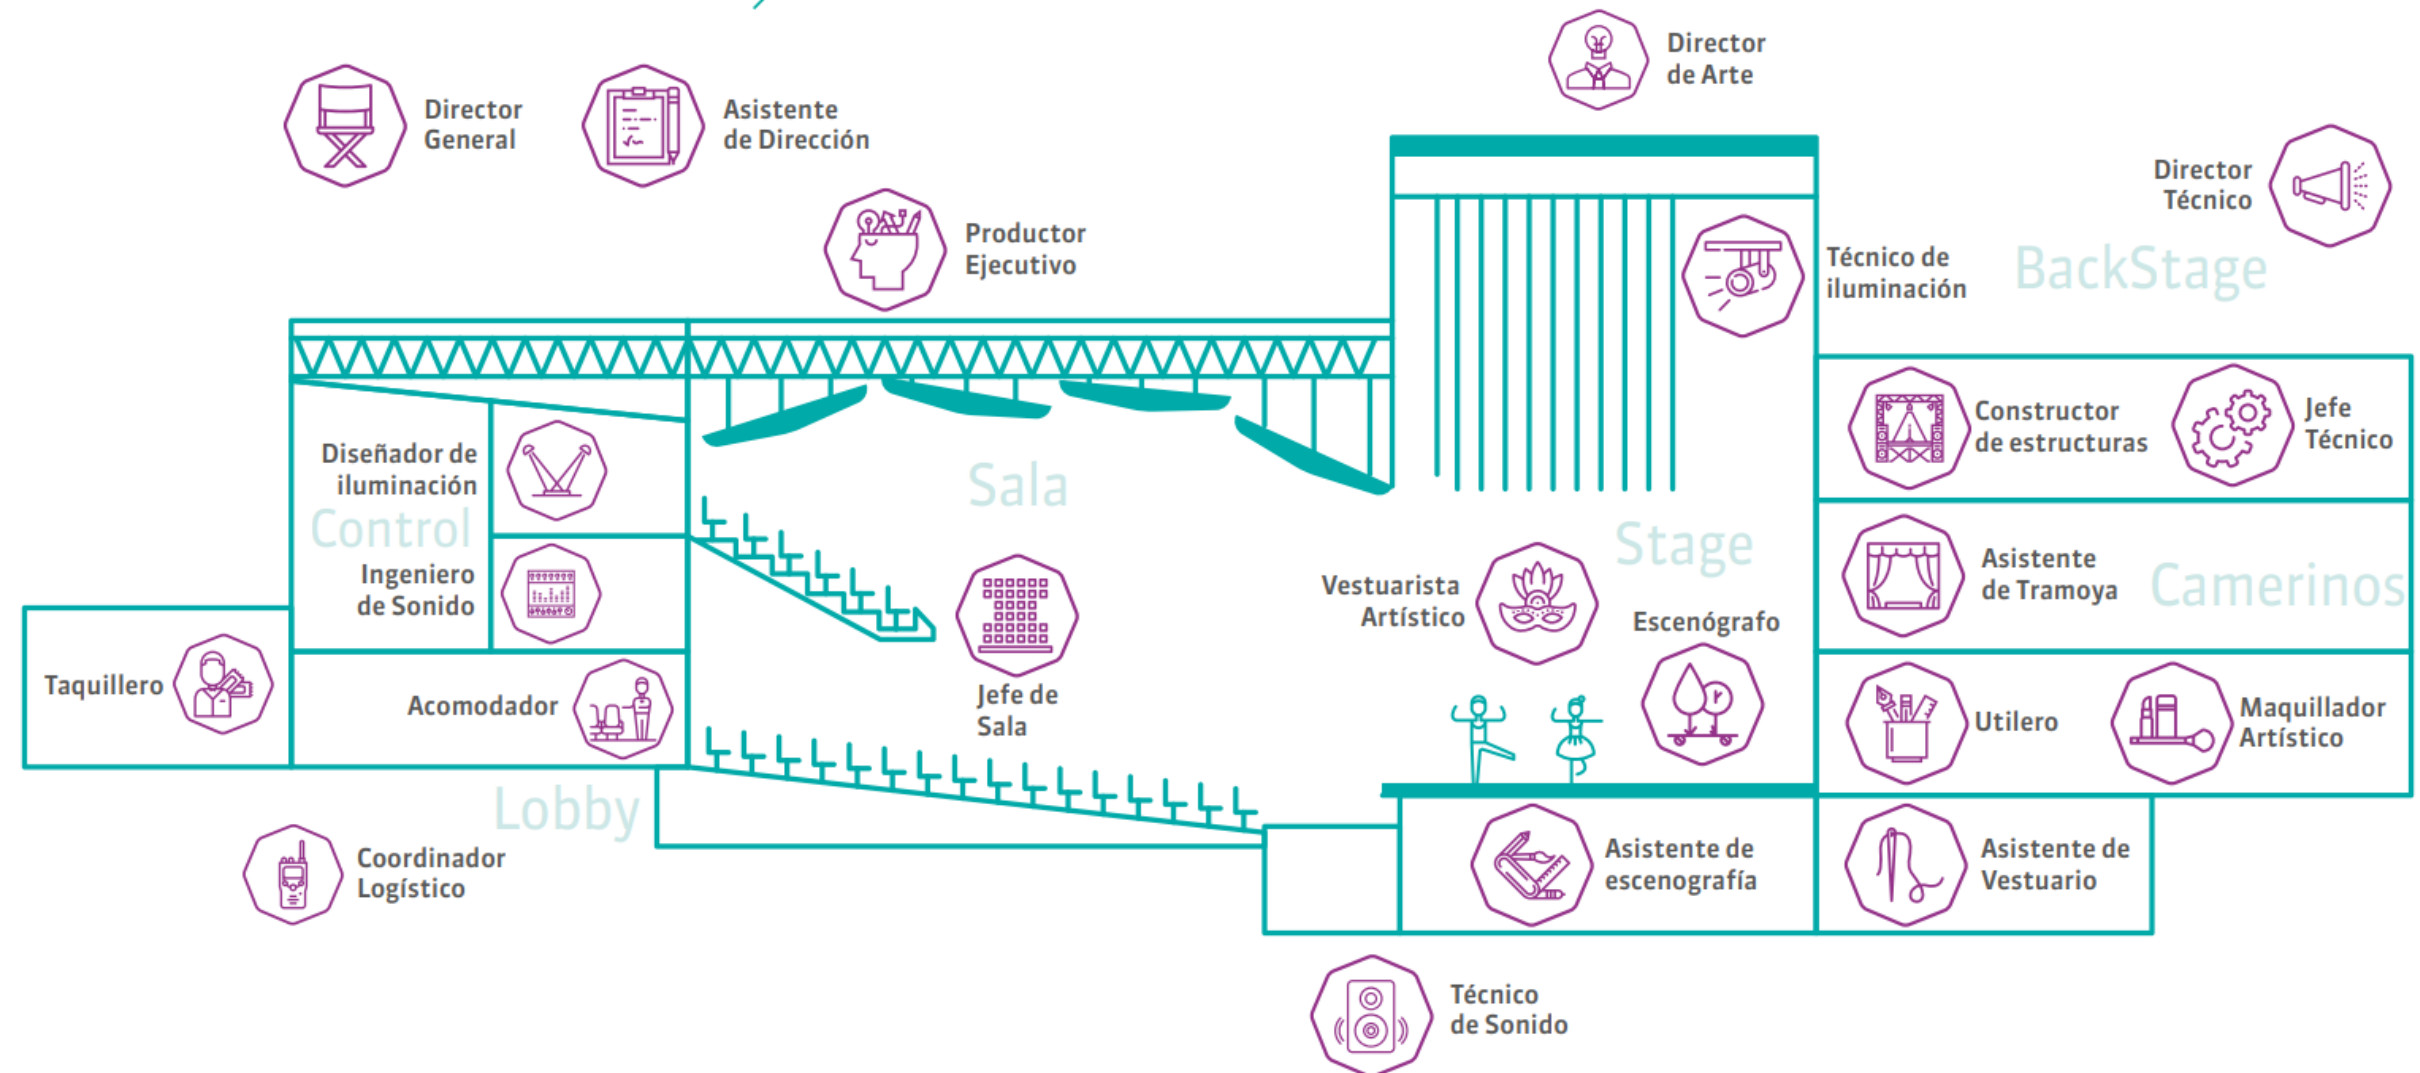 Director
de Arte
Director
General
Asistente
de Dirección
Director
Técnico
Productor
Ejecutivo
Técnico de
iluminación
BackStage
Constructor
de estructuras
Jefe
Técnico
Diseñador de
iluminación
Control
Sala
Stage
Ingeniero
de Sonido
Vestuarista
Artístico
Escenógrafo
Asistente
de Tramoya
Camerinos
Taquillero
Acomodador
Jefe de
Sala
Utilero
Maquillador
Artístico
Lobby
Coordinador
Logístico
Asistente de
escenografía
Asistente de
Vestuario
Técnico
de Sonido